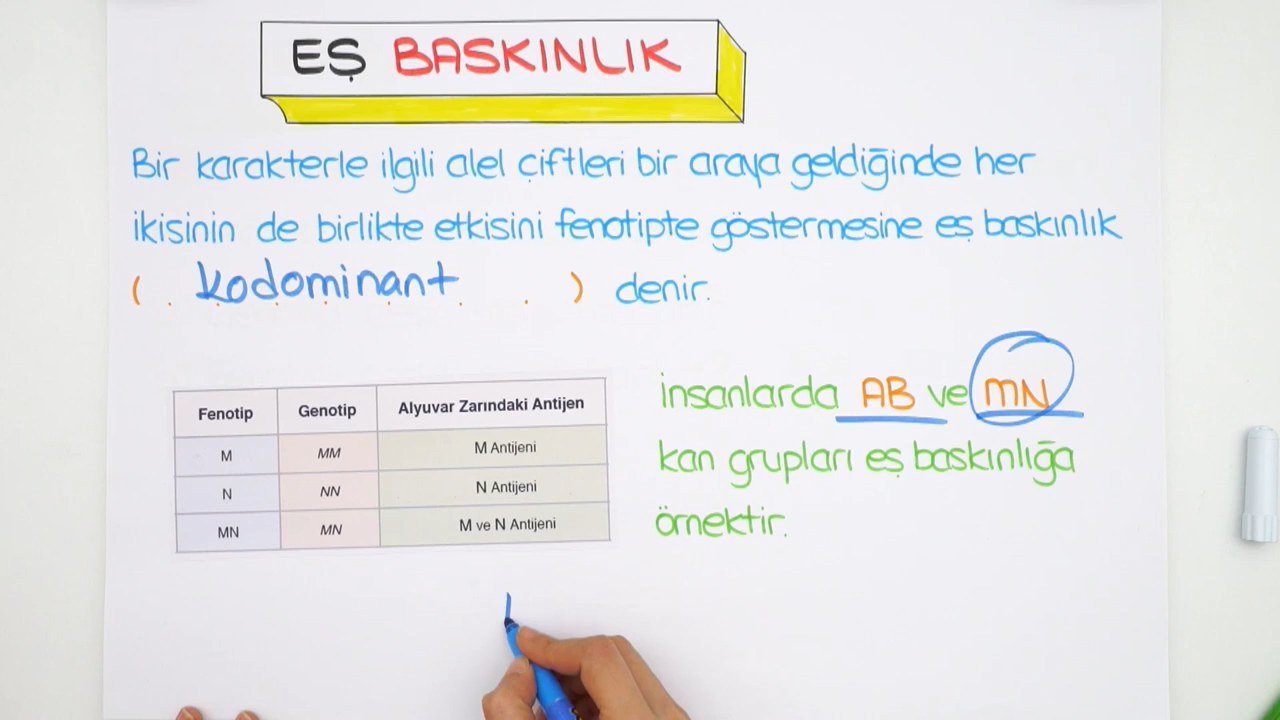 EŞ BASKINLIK
Bir karakterle ilgili alel çiftleri bir araya geldiğinde her
ikisinin de birlikte etkisini fenotipte göstermesine eş baskınlık
( . kodominant . . ) denir.
Fenotip Genotip Alyuvar Zarındaki Antijen
M MM M Antijeni
N NN N Antijeni
MN MN M ve N Antijeni
insanlarda AB ve MN
kan grupları eş baskınlığa
örnektir.